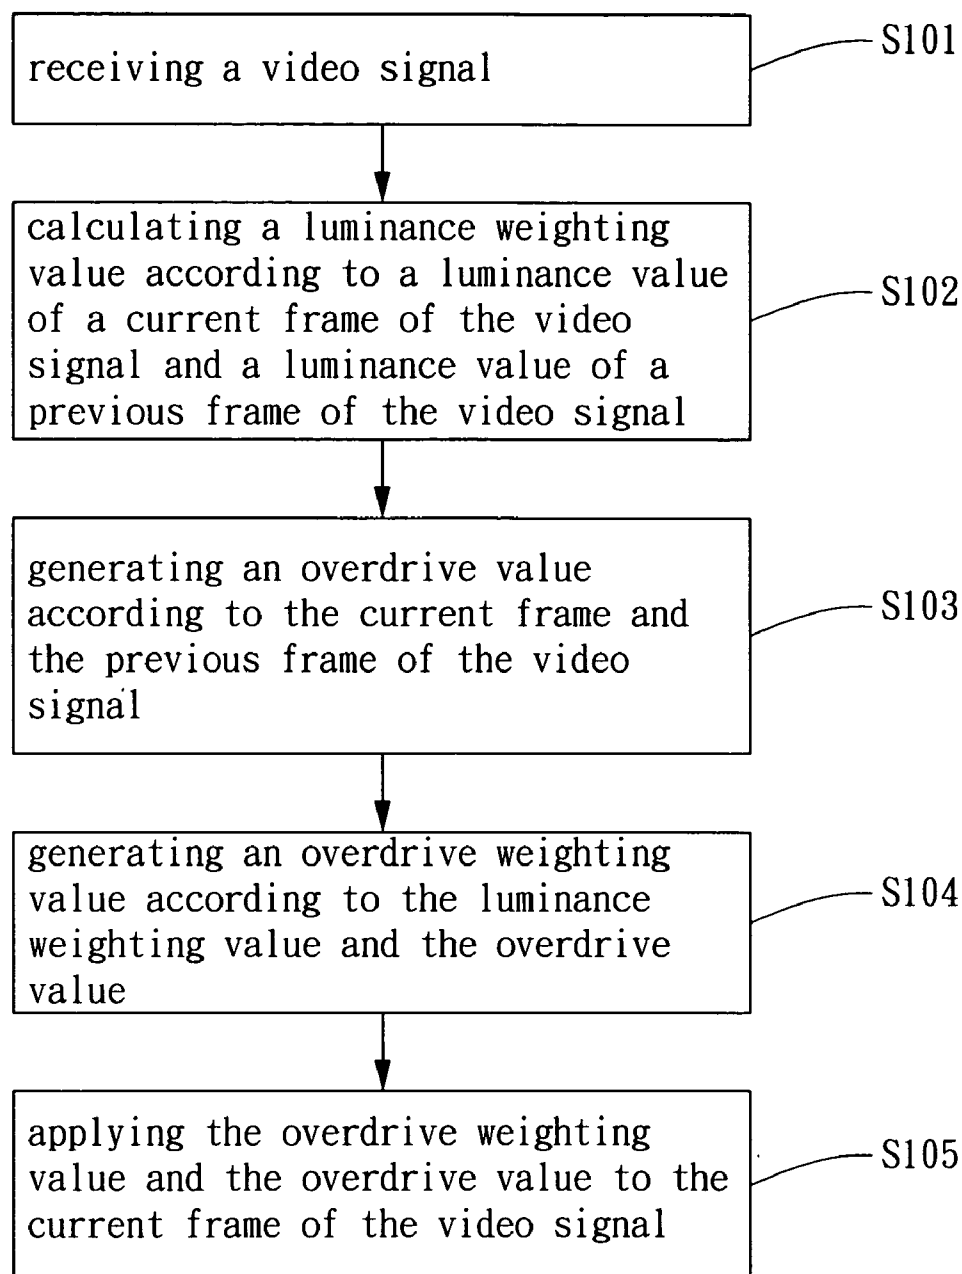 receiving a video signal
S101
calculating a luminance weighting
value according to a luminance value
of a current frame of the video
signal and a luminance value of a
previous frame of the video signal
S102
generating an overdrive value
according to the current frame and
the previous frame of the video
signal
S103
generating an overdrive weighting
value according to the luminance
weighting value and the overdrive
value
S104
applying the overdrive weighting
value and the overdrive value to the
current frame of the video signal
S105